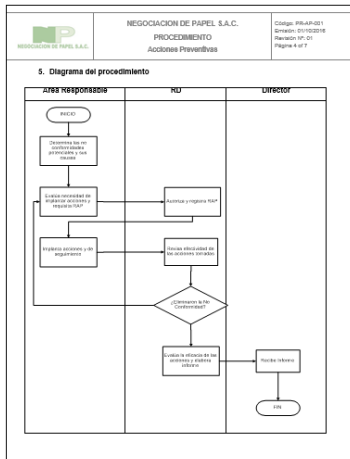 NP
NEGOCIACION DE PAPEL S.A.C.
NEGOCIACION DE PAPEL S.A.C.
PROCEDIMIENTO
Acciones Preventivas
Código: PR-AP-001
Emisión: 01/10/2016
Revisión Nº: 01
Página 4 of 7
5. Diagrama del procedimiento
Área Responsable
RD
Director
INICIO
Determina las no
conformidades
potenciales y sus
causas
Evalúa necesidad de
implantar acciones y
requisita RAP
Autoriza y registra RAP
Implanta acciones y da
seguimiento
Revisa efectividad de
las acciones tomadas
¿Eliminaron la No
Conformidad?
Evalúa la eficacia de las
acciones y elabora
informe
Recibe informe
FIN